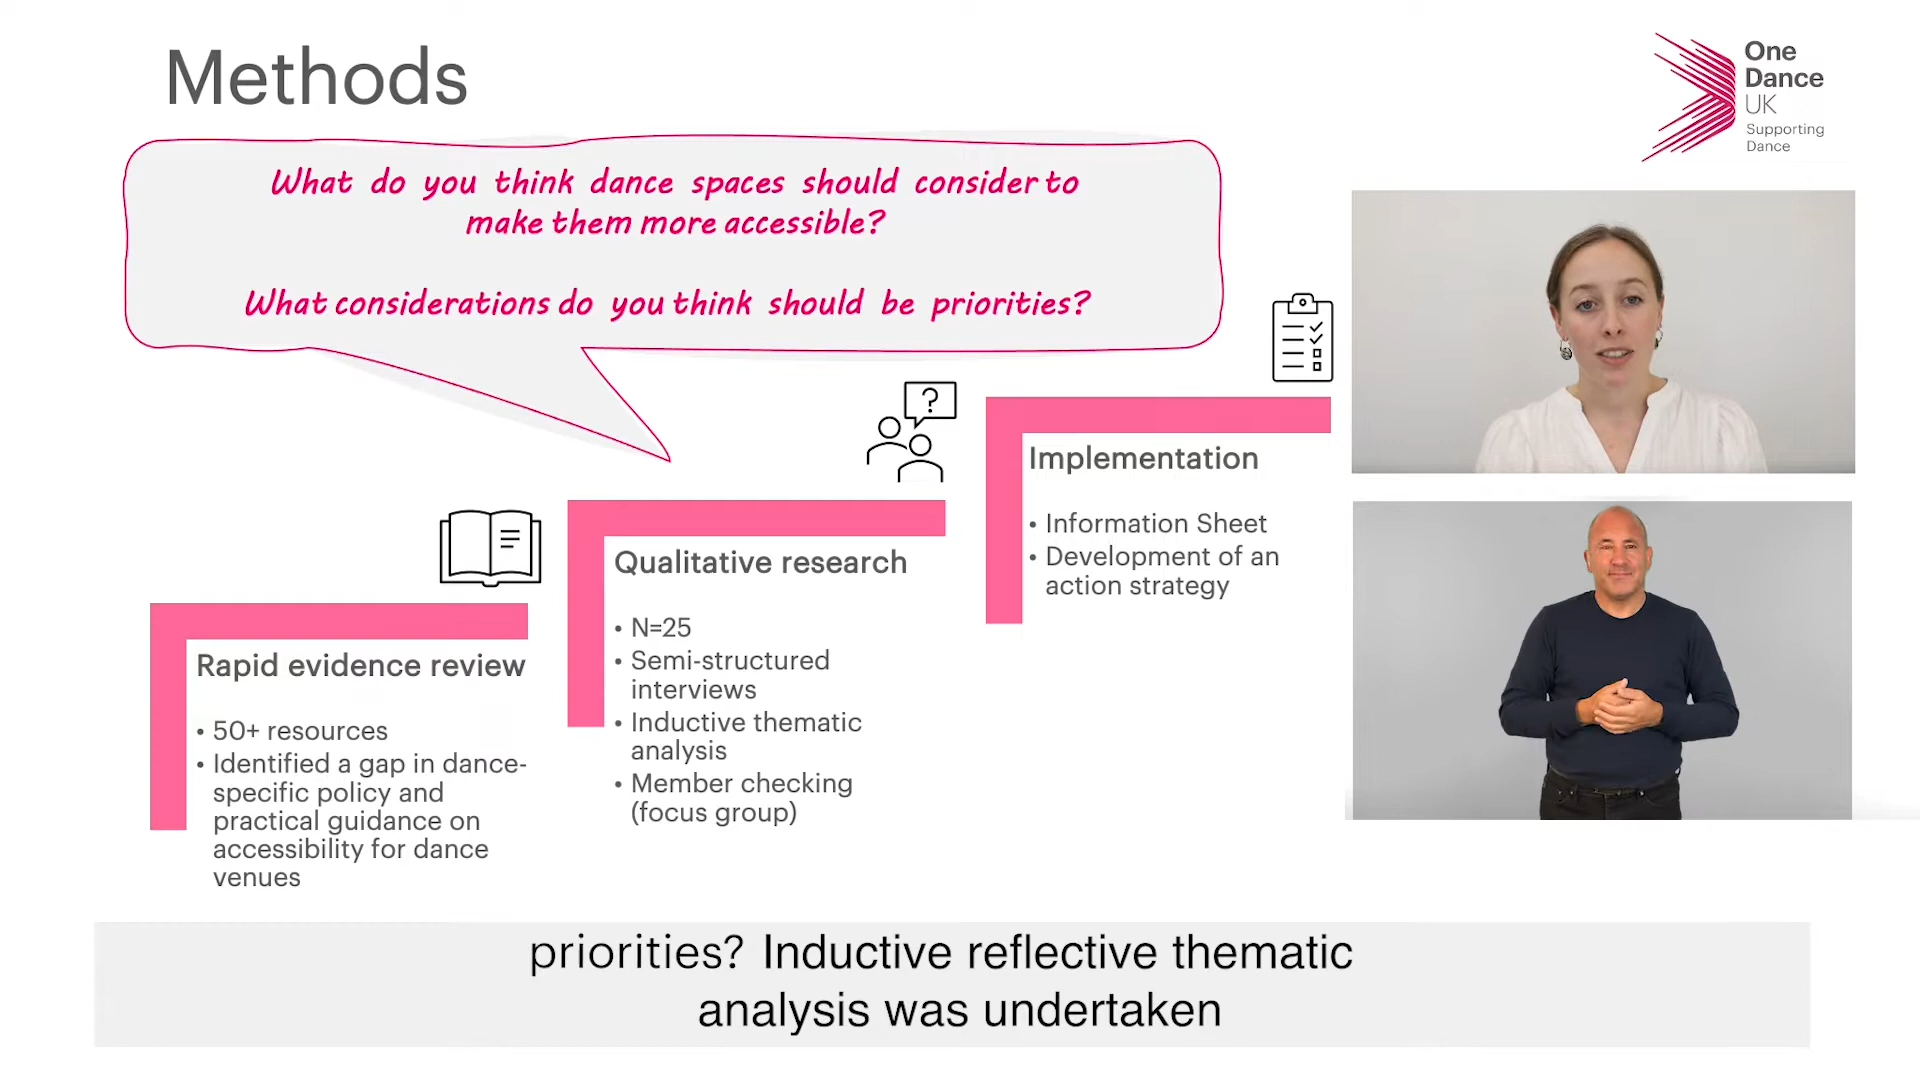 Methods
One
Dance
UK
Supporting
Dance
What do you think dance spaces should consider to
make them more accessible?
What considerations do you think should be priorities?
?
Rapid evidence review
• 50+ resources
• Identified a gap in dance-
specific policy and
practical guidance on
accessibility for dance
venues
Qualitative research
• N=25
• Semi-structured
interviews
• Inductive thematic
analysis
• Member checking
(focus group)
Implementation
• Information Sheet
• Development of an
action strategy
priorities? Inductive reflective thematic
analysis was undertaken